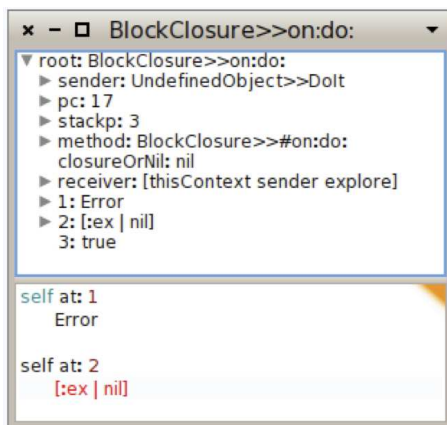 BlockClosure>>on:do:
root: BlockClosure>>on:do:
sender: UndefinedObject>>DoIt
pc: 17
stackp: 3
method: BlockClosure>>#on:do:
closureOrNil: nil
receiver: [thisContext sender explore]
1: Error
2: [:ex | nil]
3: true
self at: 1
Error
self at: 2
[:ex | nil]